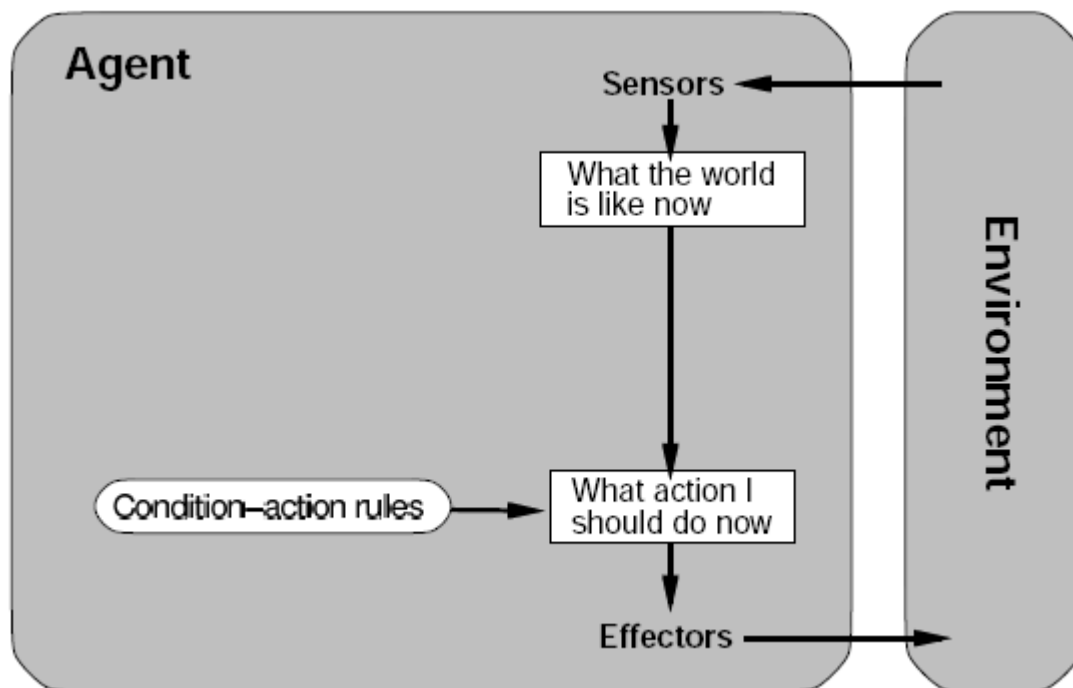 Agent
Sensors
What the world
is like now
Environment
Condition–action rules
What action I
should do now
Effectors